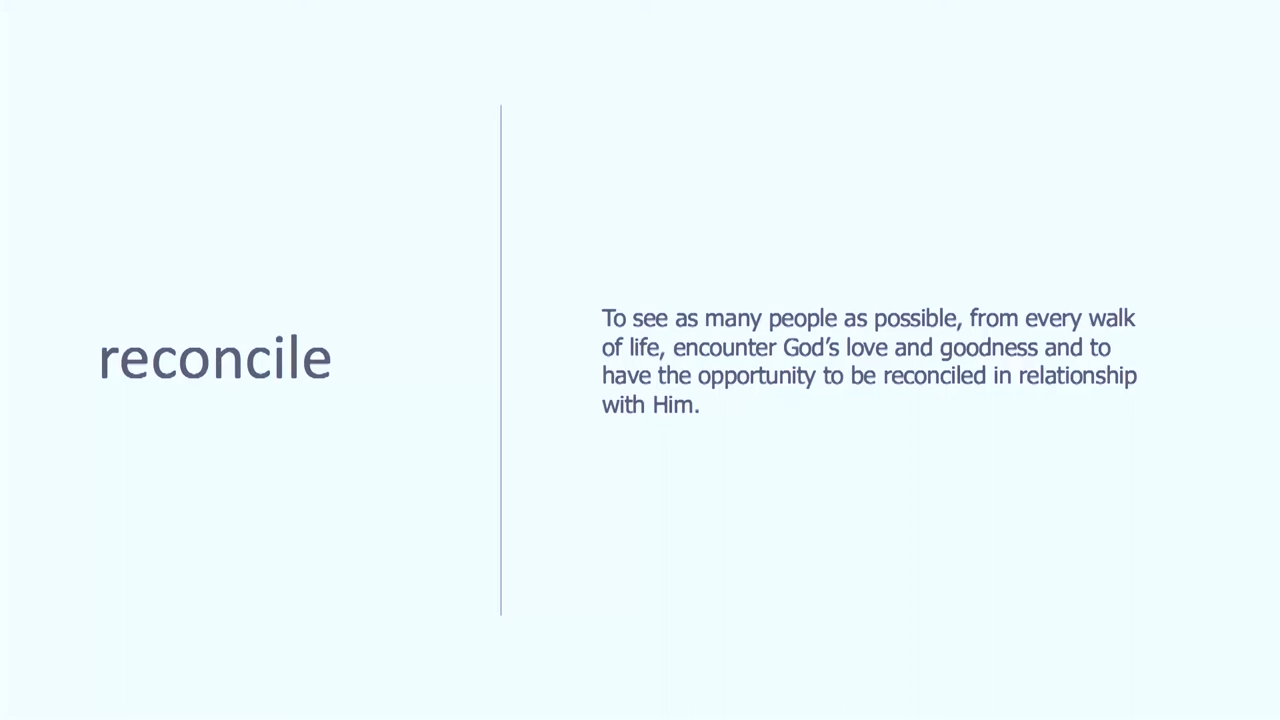 reconcile
To see as many people as possible, from every walk
of life, encounter God’s love and goodness and to
have the opportunity to be reconciled in relationship
with Him.